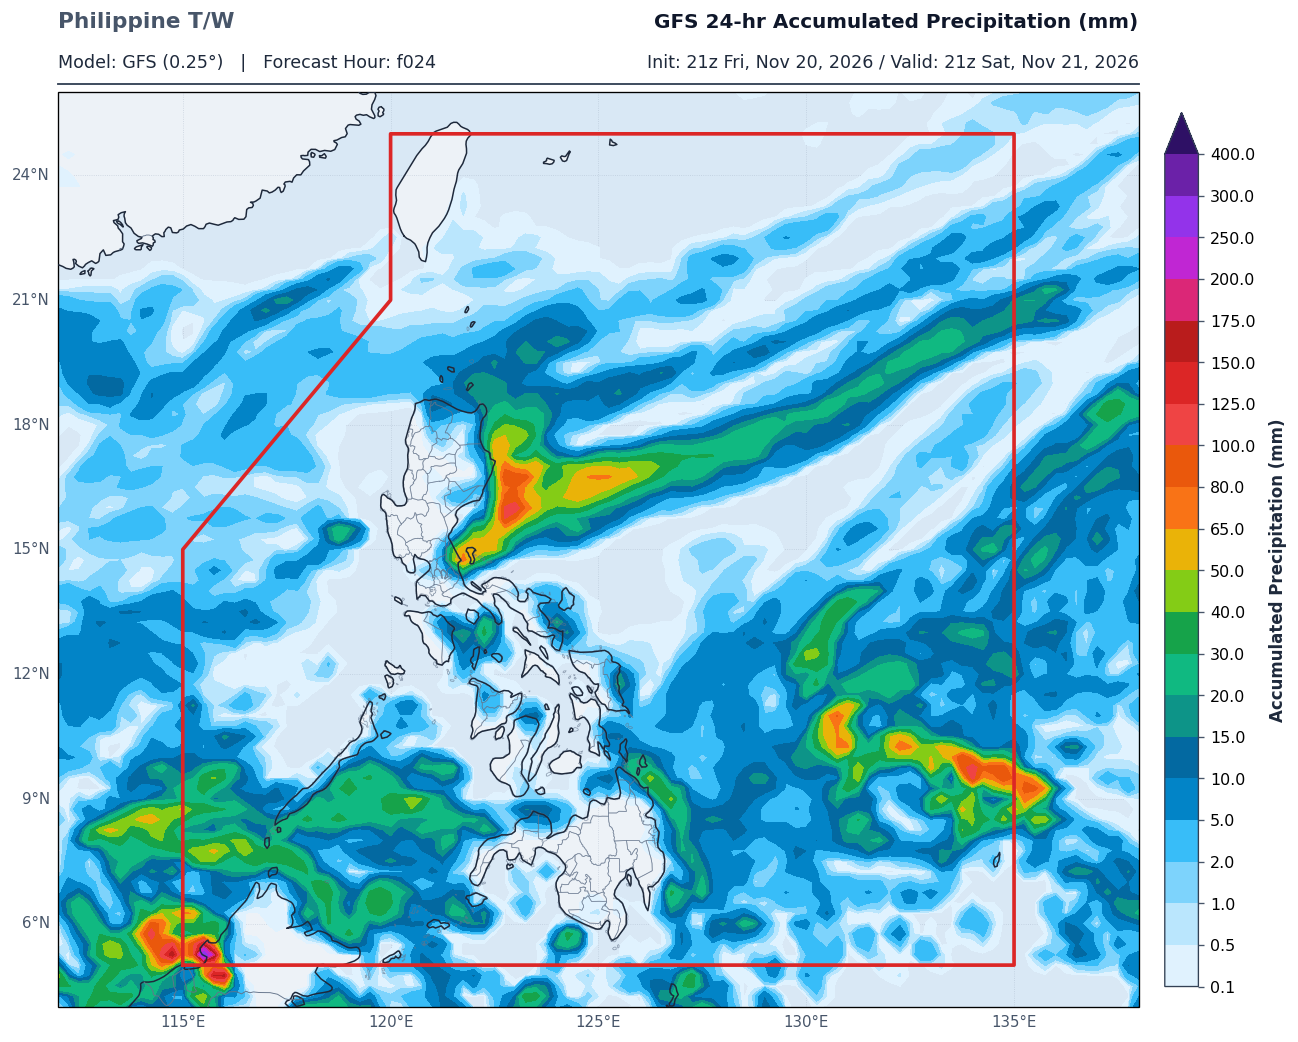 Philippine T/W
GFS 24-hr Accumulated Precipitation (mm)
Model: GFS (0.25°)   |   Forecast Hour: f024
Init: 21z Fri, Nov 20, 2026 / Valid: 21z Sat, Nov 21, 2026
24°N
21°N
18°N
15°N
12°N
9°N
6°N
115°E
120°E
125°E
130°E
135°E
400.0
300.0
250.0
200.0
175.0
150.0
125.0
100.0
80.0
65.0
50.0
40.0
30.0
20.0
15.0
10.0
5.0
2.0
1.0
0.5
0.1
Accumulated Precipitation (mm)